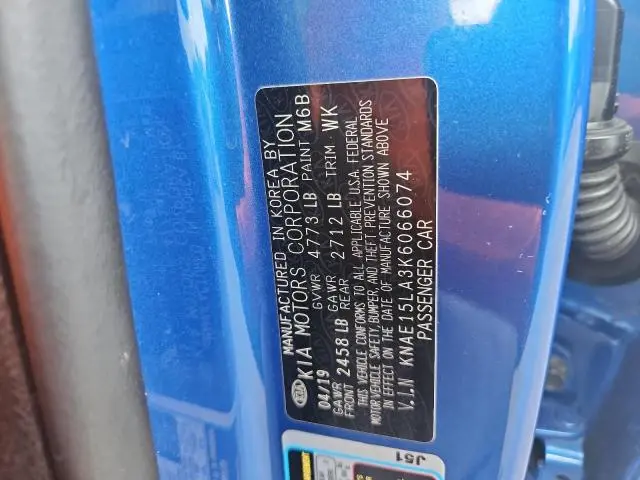 MANUFACTURED IN KOREA BY
KIA KIA MOTORS CORPORATION
04/19 GVWR 4773 LB PAINT M6B
GAWR FRONT 2458 LB GAWR REAR 2712 LB TRIM WK
THIS VEHICLE CONFORMS TO ALL APPLICABLE U.S.A. FEDERAL
MOTOR VEHICLE SAFETY, BUMPER, AND THEFT PREVENTION STANDARDS
IN EFFECT ON THE DATE OF MANUFACTURE SHOWN ABOVE
V.I.N KNAE15LA3K6066074
PASSENGER CAR
J51